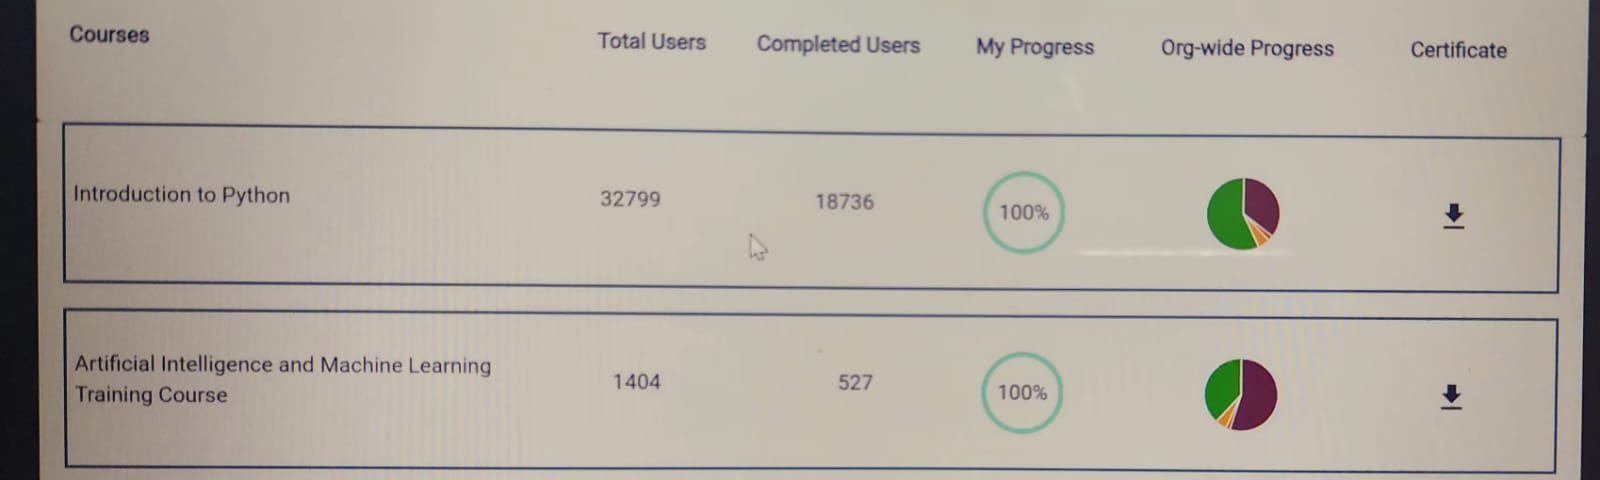 Courses Total Users Completed Users My Progress Org-wide Progress Certificate
Introduction to Python 32799 18736 100%
Artificial Intelligence and Machine Learning
Training Course 1404 527 100%